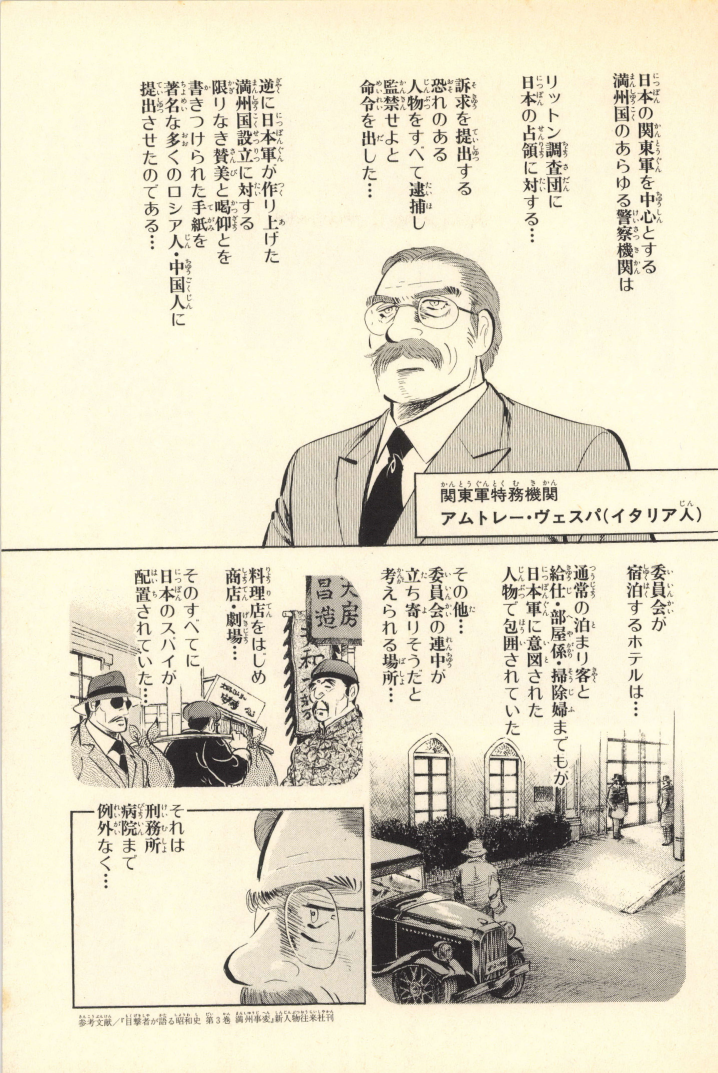 日本の関東軍を中心とする
満州国のあらゆる警察機関は
リットン調査団に
日本の占領に対する…
訴求を提出する
恐れのある
人物をすべて逮捕し
監禁せよと
命令を出した…
逆に日本軍が作り上げた
満州国設立に対する
限りなき賛美と喝仰とを
書きつけられた手紙を
著名な多くのロシア人・中国人に
提出させたのである…
関東軍特務機関
アムトレー・ヴェスパ(イタリア人)
委員会が
宿泊するホテルは…
通常の泊まり客と
給仕・部屋係・掃除婦までもが
日本軍に意図された
人物で包囲されていた
その他…
委員会の連中が
立ち寄りそうだと
考えられる場所…
料理店をはじめ
商店・劇場…
そのすべてに
日本のスパイが
配置されていた…
大房
昌造
それは
刑務所
病院まで
例外なく…
参考文献/『目撃者が語る昭和史 第3巻 満州事変』新人物往来社刊